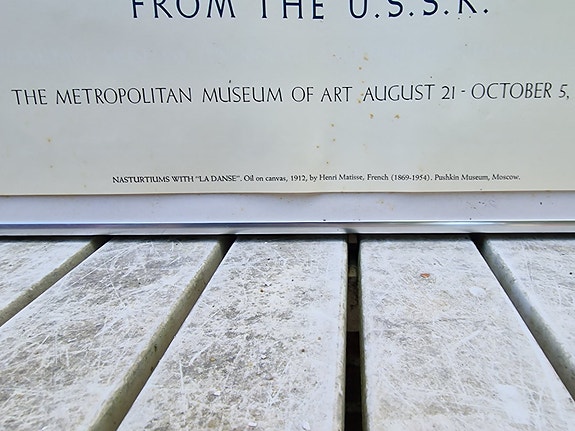 FROM THE U.S.S.R.
THE METROPOLITAN MUSEUM OF ART AUGUST 21 - OCTOBER 5,
NASTURTIUMS WITH "LA DANSE". Oil on canvas, 1912, by Henri Matisse, French (1869-1954). Pushkin Museum, Moscow.